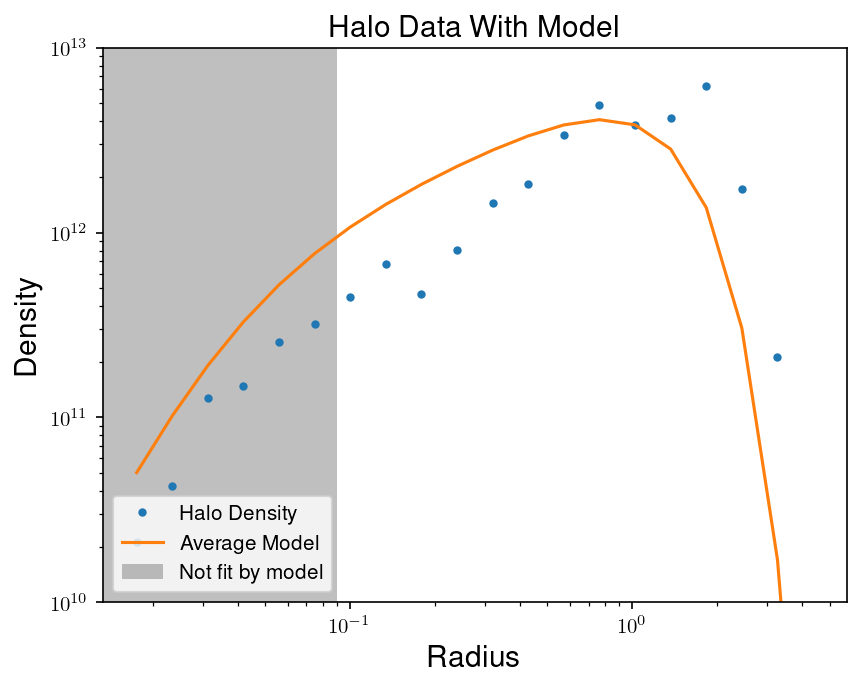 Halo Data With Model
10^13
10^12
10^11
10^10
Density
Halo Density
Average Model
Not fit by model
10^−1
10^0
Radius